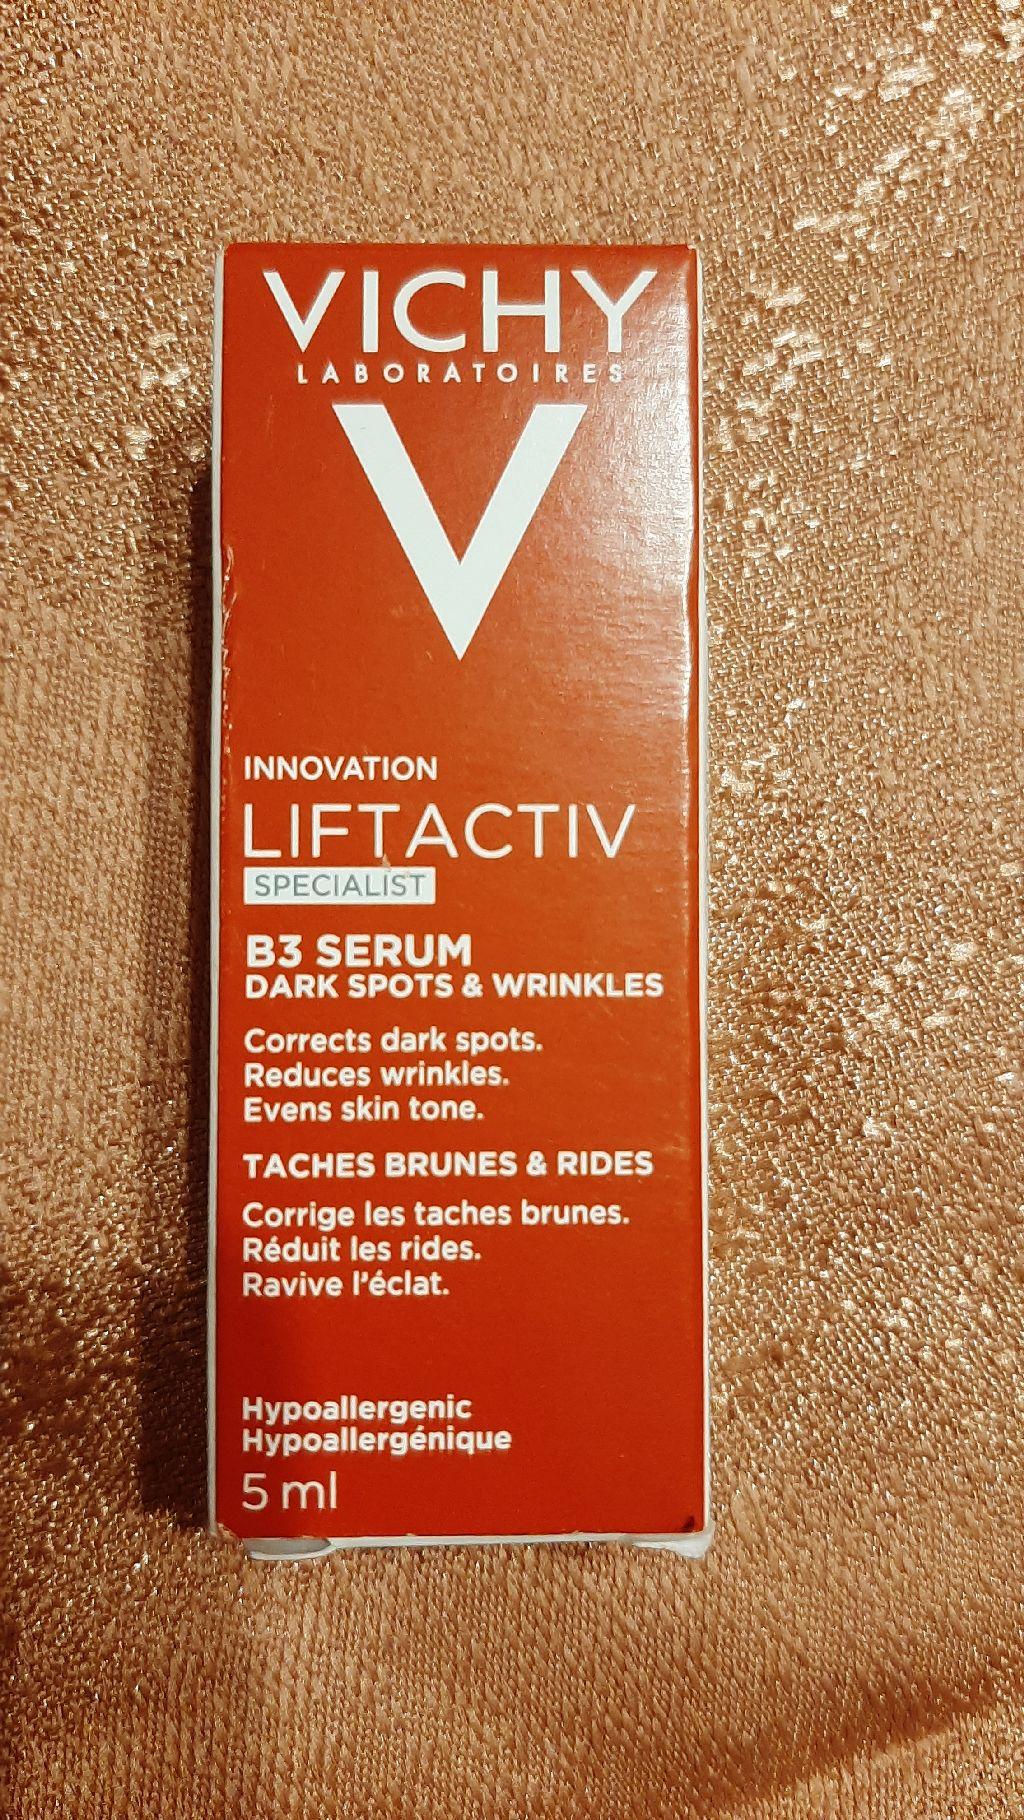 VICHY
LABORATOIRES
V
INNOVATION
LIFTACTIV
SPECIALIST
B3 SERUM
DARK SPOTS & WRINKLES
Corrects dark spots.
Reduces wrinkles.
Evens skin tone.
TACHES BRUNES & RIDES
Corrige les taches brunes.
Réduit les rides.
Ravive l'éclat.
Hypoallergenic
Hypoallergénique
5 ml